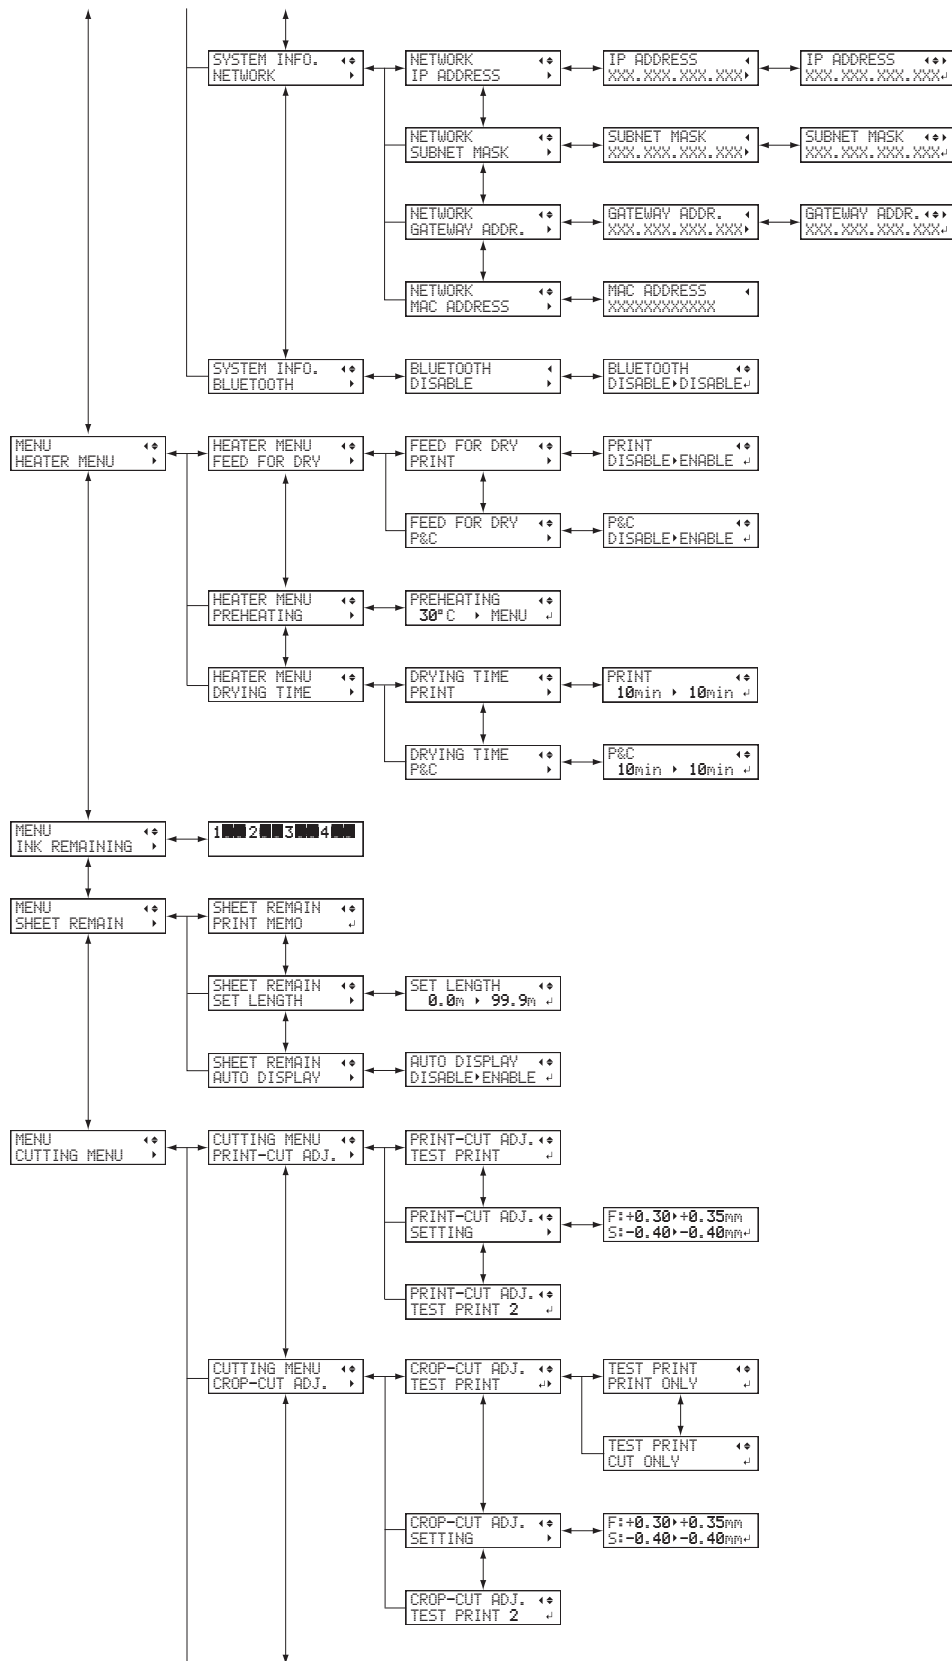 SYSTEM INFO.
NETWORK
NETWORK
IP ADDRESS
IP ADDRESS
XXX.XXX.XXX.XXX
IP ADDRESS
XXX.XXX.XXX.XXX
NETWORK
SUBNET MASK
SUBNET MASK
XXX.XXX.XXX.XXX
SUBNET MASK
XXX.XXX.XXX.XXX
NETWORK
GATEWAY ADDR.
GATEWAY ADDR.
XXX.XXX.XXX.XXX
GATEWAY ADDR.
XXX.XXX.XXX.XXX
NETWORK
MAC ADDRESS
MAC ADDRESS
XXXXXXXXXXXX
SYSTEM INFO.
BLUETOOTH
BLUETOOTH
DISABLE
BLUETOOTH
DISABLE▸DISABLE↵
MENU
HEATER MENU
HEATER MENU
FEED FOR DRY
FEED FOR DRY
PRINT
PRINT
DISABLE▸ENABLE ↵
FEED FOR DRY
P&C
P&C
DISABLE▸ENABLE ↵
HEATER MENU
PREHEATING
PREHEATING
30°C ▸ MENU ↵
HEATER MENU
DRYING TIME
DRYING TIME
PRINT
PRINT
10min ▸ 10min ↵
DRYING TIME
P&C
P&C
10min ▸ 10min ↵
MENU
INK REMAINING
1■■2■■3■■4■■
MENU
SHEET REMAIN
SHEET REMAIN
PRINT MEMO
SHEET REMAIN
SET LENGTH
SET LENGTH
0.0m ▸ 99.9m ↵
SHEET REMAIN
AUTO DISPLAY
AUTO DISPLAY
DISABLE▸ENABLE ↵
MENU
CUTTING MENU
CUTTING MENU
PRINT-CUT ADJ.
PRINT-CUT ADJ.
TEST PRINT
PRINT-CUT ADJ.
SETTING
F:+0.30▸+0.35mm
S:-0.40▸-0.40mm↵
PRINT-CUT ADJ.
TEST PRINT 2
CUTTING MENU
CROP-CUT ADJ.
CROP-CUT ADJ.
TEST PRINT
TEST PRINT
PRINT ONLY
TEST PRINT
CUT ONLY
CROP-CUT ADJ.
SETTING
F:+0.30▸+0.35mm
S:-0.40▸-0.40mm↵
CROP-CUT ADJ.
TEST PRINT 2